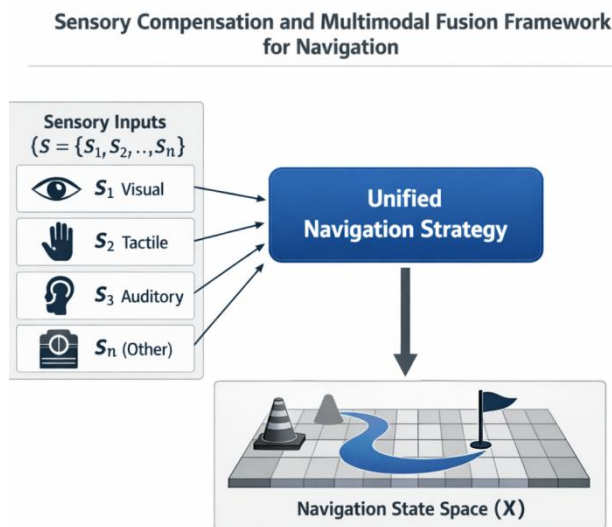 Sensory Compensation and Multimodal Fusion Framework
for Navigation
Sensory Inputs
(S = {S₁, S₂, ‥, Sₙ}
S₁ Visual
S₂ Tactile
S₃ Auditory
Sₙ (Other)
Unified
Navigation Strategy
Navigation State Space (X)